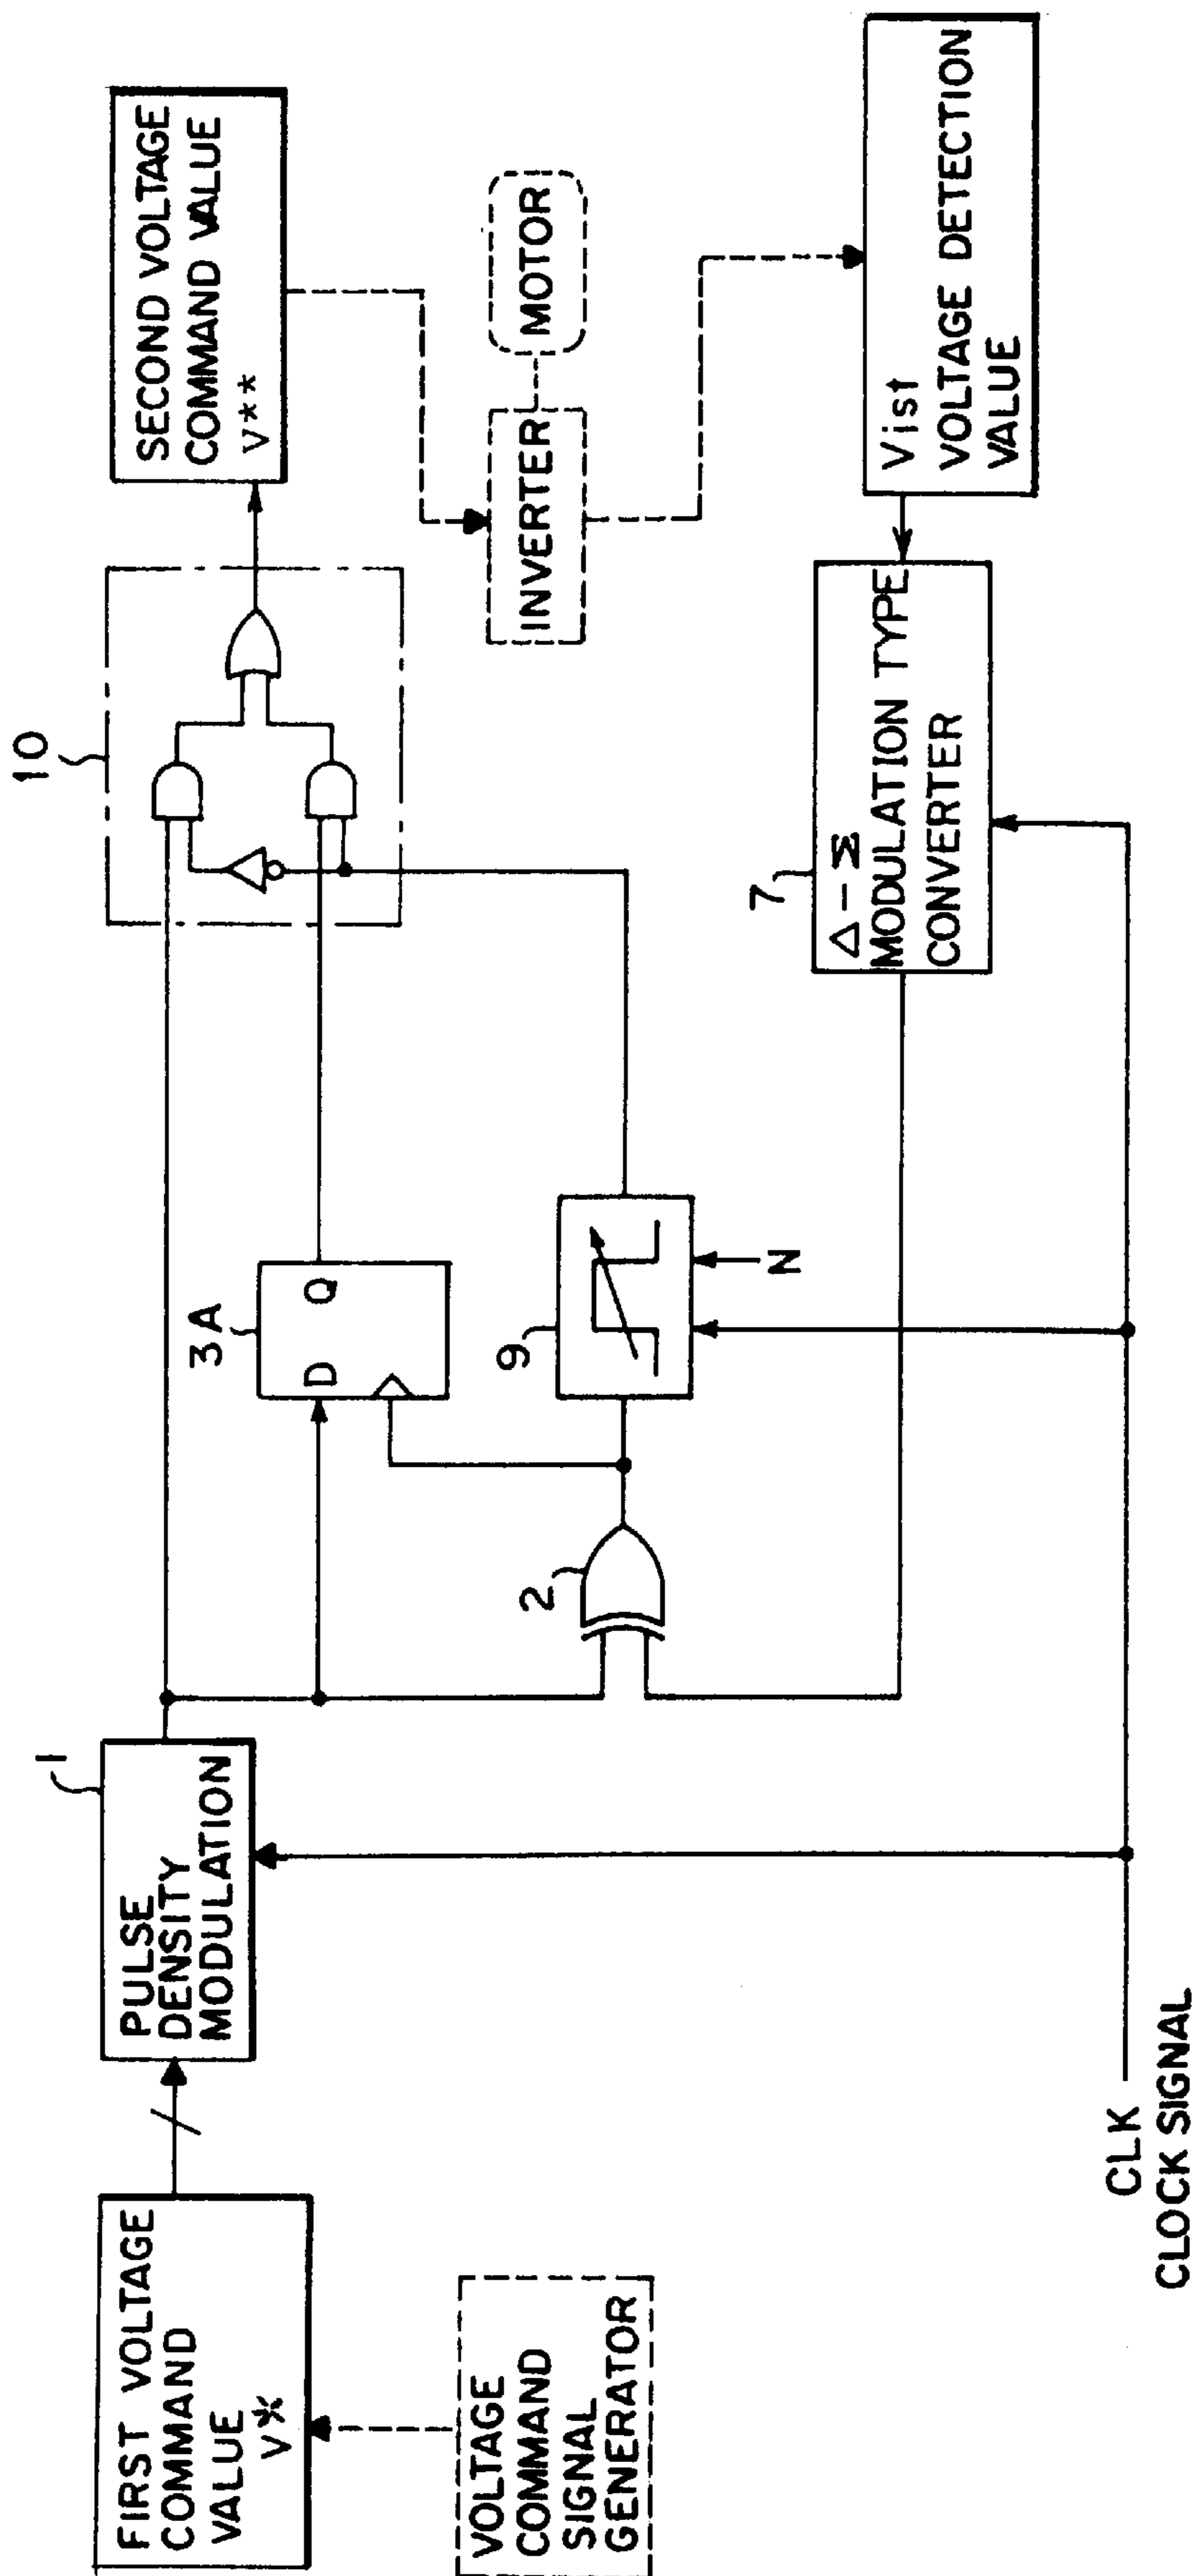 FIRST VOLTAGE
COMMAND
VALUE
V*
VOLTAGE
COMMAND
SIGNAL
GENERATOR
1
PULSE
DENSITY
MODULATION
CLK
CLOCK SIGNAL
2
3A
D Q
9
N
10
7
Δ-Σ
MODULATION TYPE
CONVERTER
SECOND VOLTAGE
COMMAND VALUE
V**
INVERTER
MOTOR
Vist
VOLTAGE DETECTION
VALUE